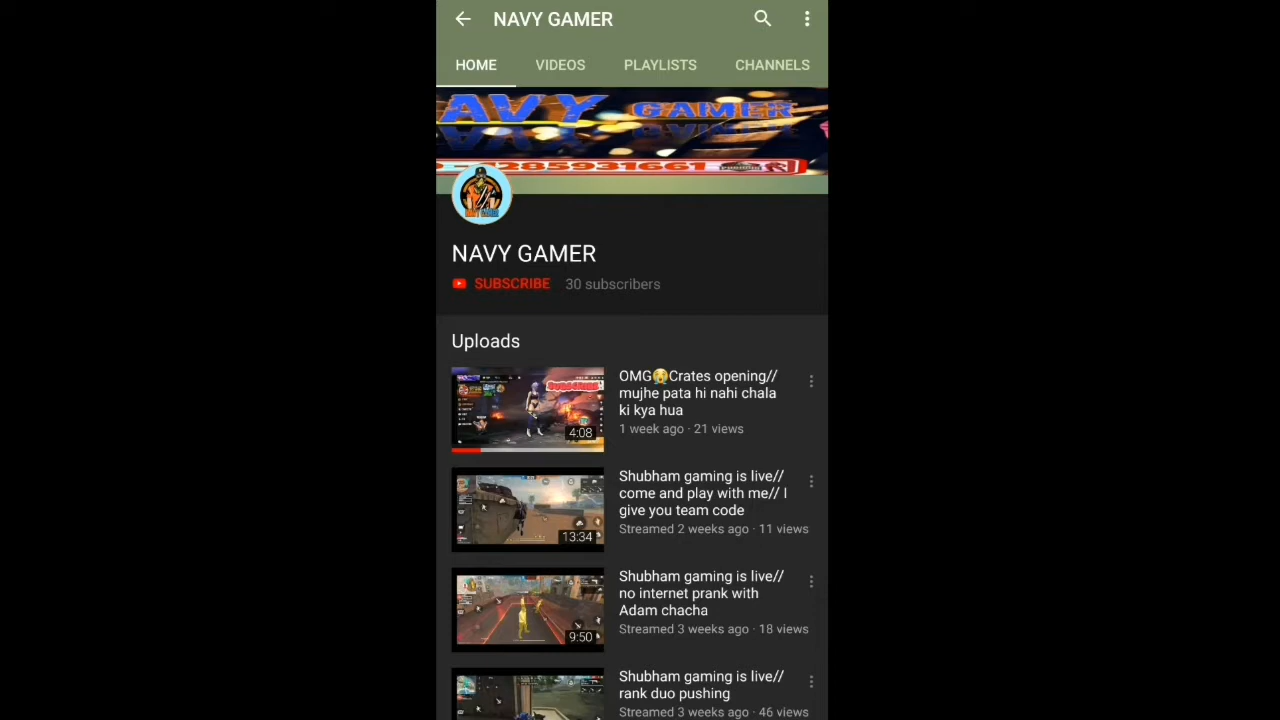 NAVY GAMER
HOME VIDEOS PLAYLISTS CHANNELS
AVY GAMER
NAVY GAMER
SUBSCRIBE 30 subscribers
Uploads
OMG😭Crates opening//
mujhe pata hi nahi chala
ki kya hua
1 week ago · 21 views
4:08
Shubham gaming is live//
come and play with me// I
give you team code
Streamed 2 weeks ago · 11 views
13:34
Shubham gaming is live//
no internet prank with
Adam chacha
Streamed 3 weeks ago · 18 views
9:50
Shubham gaming is live//
rank duo pushing
Streamed 3 weeks ago · 46 views